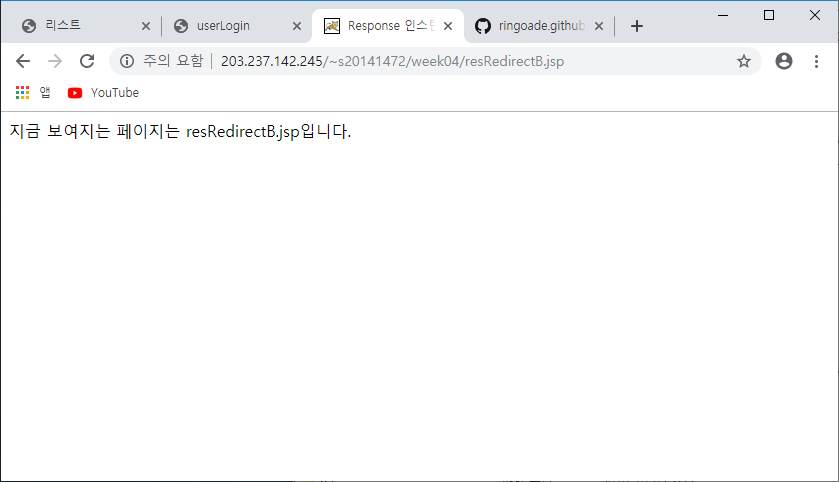 리스트
userLogin
Response 인스턴
ringoade.github
주의 요함 203.237.142.245/~s20141472/week04/resRedirectB.jsp
앱 YouTube
지금 보여지는 페이지는 resRedirectB.jsp입니다.